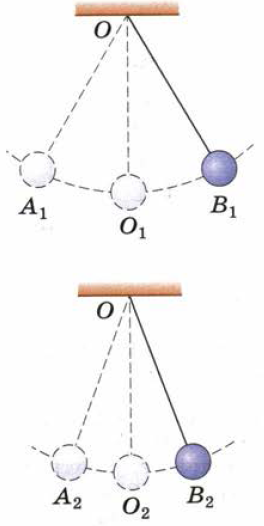 O
A₁
O₁
B₁
O
A₂
O₂
B₂